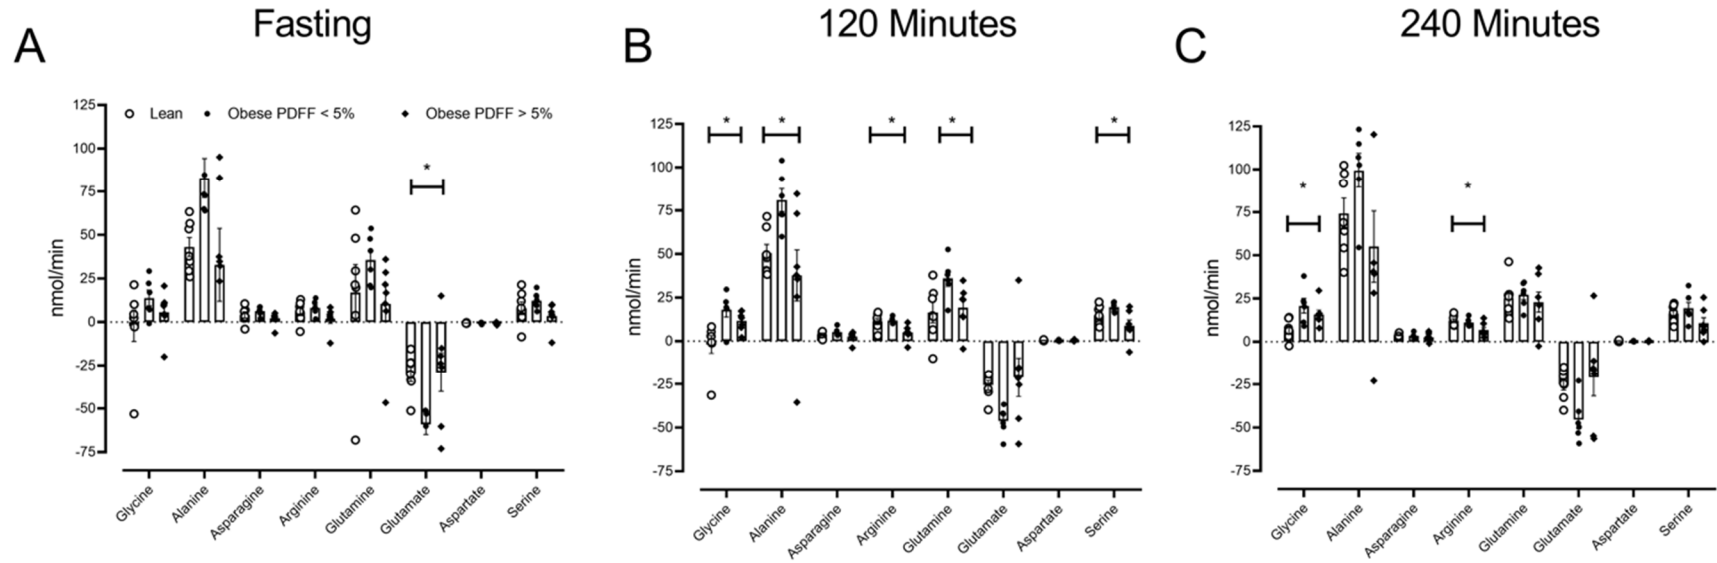 Fasting
120 Minutes
240 Minutes
A
B
C
Lean
Obese PDFF < 5%
Obese PDFF > 5%
nmol/min
125
100
75
50
25
0
-25
-50
-75
*
Glycine
Alanine
Asparagine
Arginine
Glutamine
Glutamate
Aspartate
Serine
nmol/min
125
100
75
50
25
0
-25
-50
-75
*
*
*
*
*
Glycine
Alanine
Asparagine
Arginine
Glutamine
Glutamate
Aspartate
Serine
nmol/min
125
100
75
50
25
0
-25
-50
-75
*
*
Glycine
Alanine
Asparagine
Arginine
Glutamine
Glutamate
Aspartate
Serine